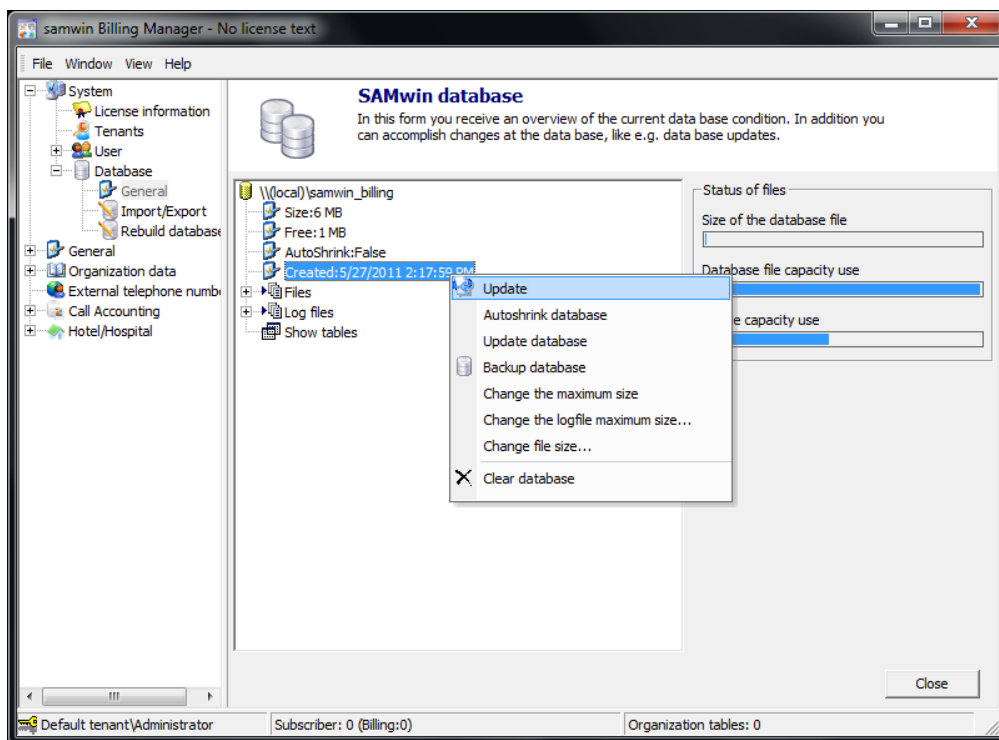 samwin Billing Manager - No license text
File Window View Help
System
License information
Tenants
User
Database
General
Import/Export
Rebuild database
General
Organization data
External telephone numb
Call Accounting
Hotel/Hospital
SAMwin database
In this form you receive an overview of the current data base condition. In addition you
can accomplish changes at the data base, like e.g. data base updates.
\\(local)\samwin_billing
Size:6 MB
Free:1 MB
AutoShrink:False
Created:5/27/2011 2:17:59 PM
Files
Log files
Show tables
Update
Autoshrink database
Update database
Backup database
Change the maximum size
Change the logfile maximum size...
Change file size...
Clear database
Status of files
Size of the database file
Database file capacity use
e capacity use
Close
Default tenant\Administrator
Subscriber: 0 (Billing:0)
Organization tables: 0